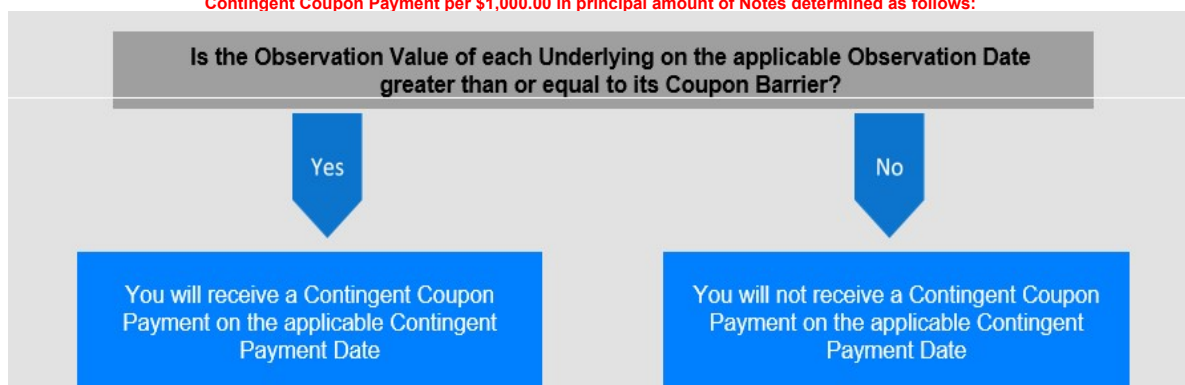 Contingent Coupon Payment per $1,000.00 in principal amount of Notes determined as follows:
Is the Observation Value of each Underlying on the applicable Observation Date
greater than or equal to its Coupon Barrier?
Yes
No
You will receive a Contingent Coupon
Payment on the applicable Contingent
Payment Date
You will not receive a Contingent Coupon
Payment on the applicable Contingent
Payment Date